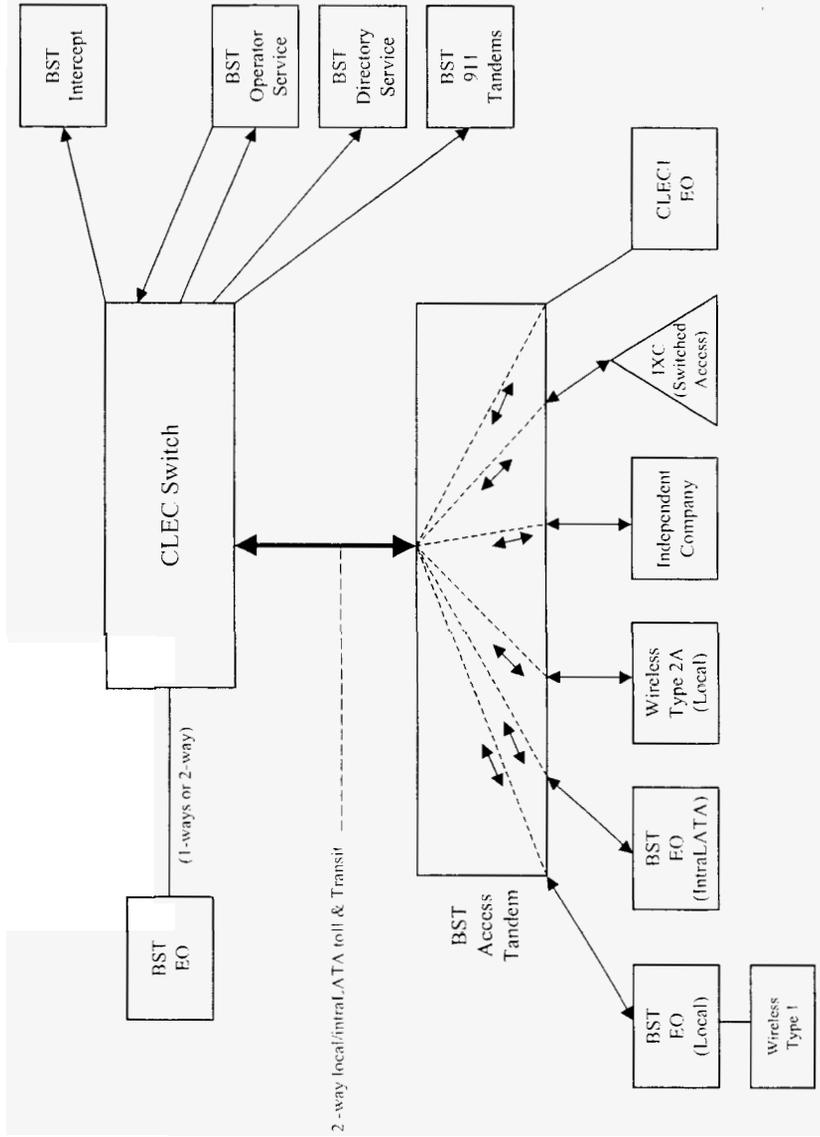 BST
Intercept
BST
Operator
Service
BST
Directory
Service
BST
911
Tandems
CLEC Switch
(1-ways or 2-way)
BST
EO
2 -way local/intraLATA toll & Transit
BST
Access
Tandem
BST
EO
(Local)
Wireless
Type 1
BST
EO
(IntraLATA)
Wireless
Type 2A
(Local)
Independent
Company
IXC
(Switched
Access)
CLEC1
EO